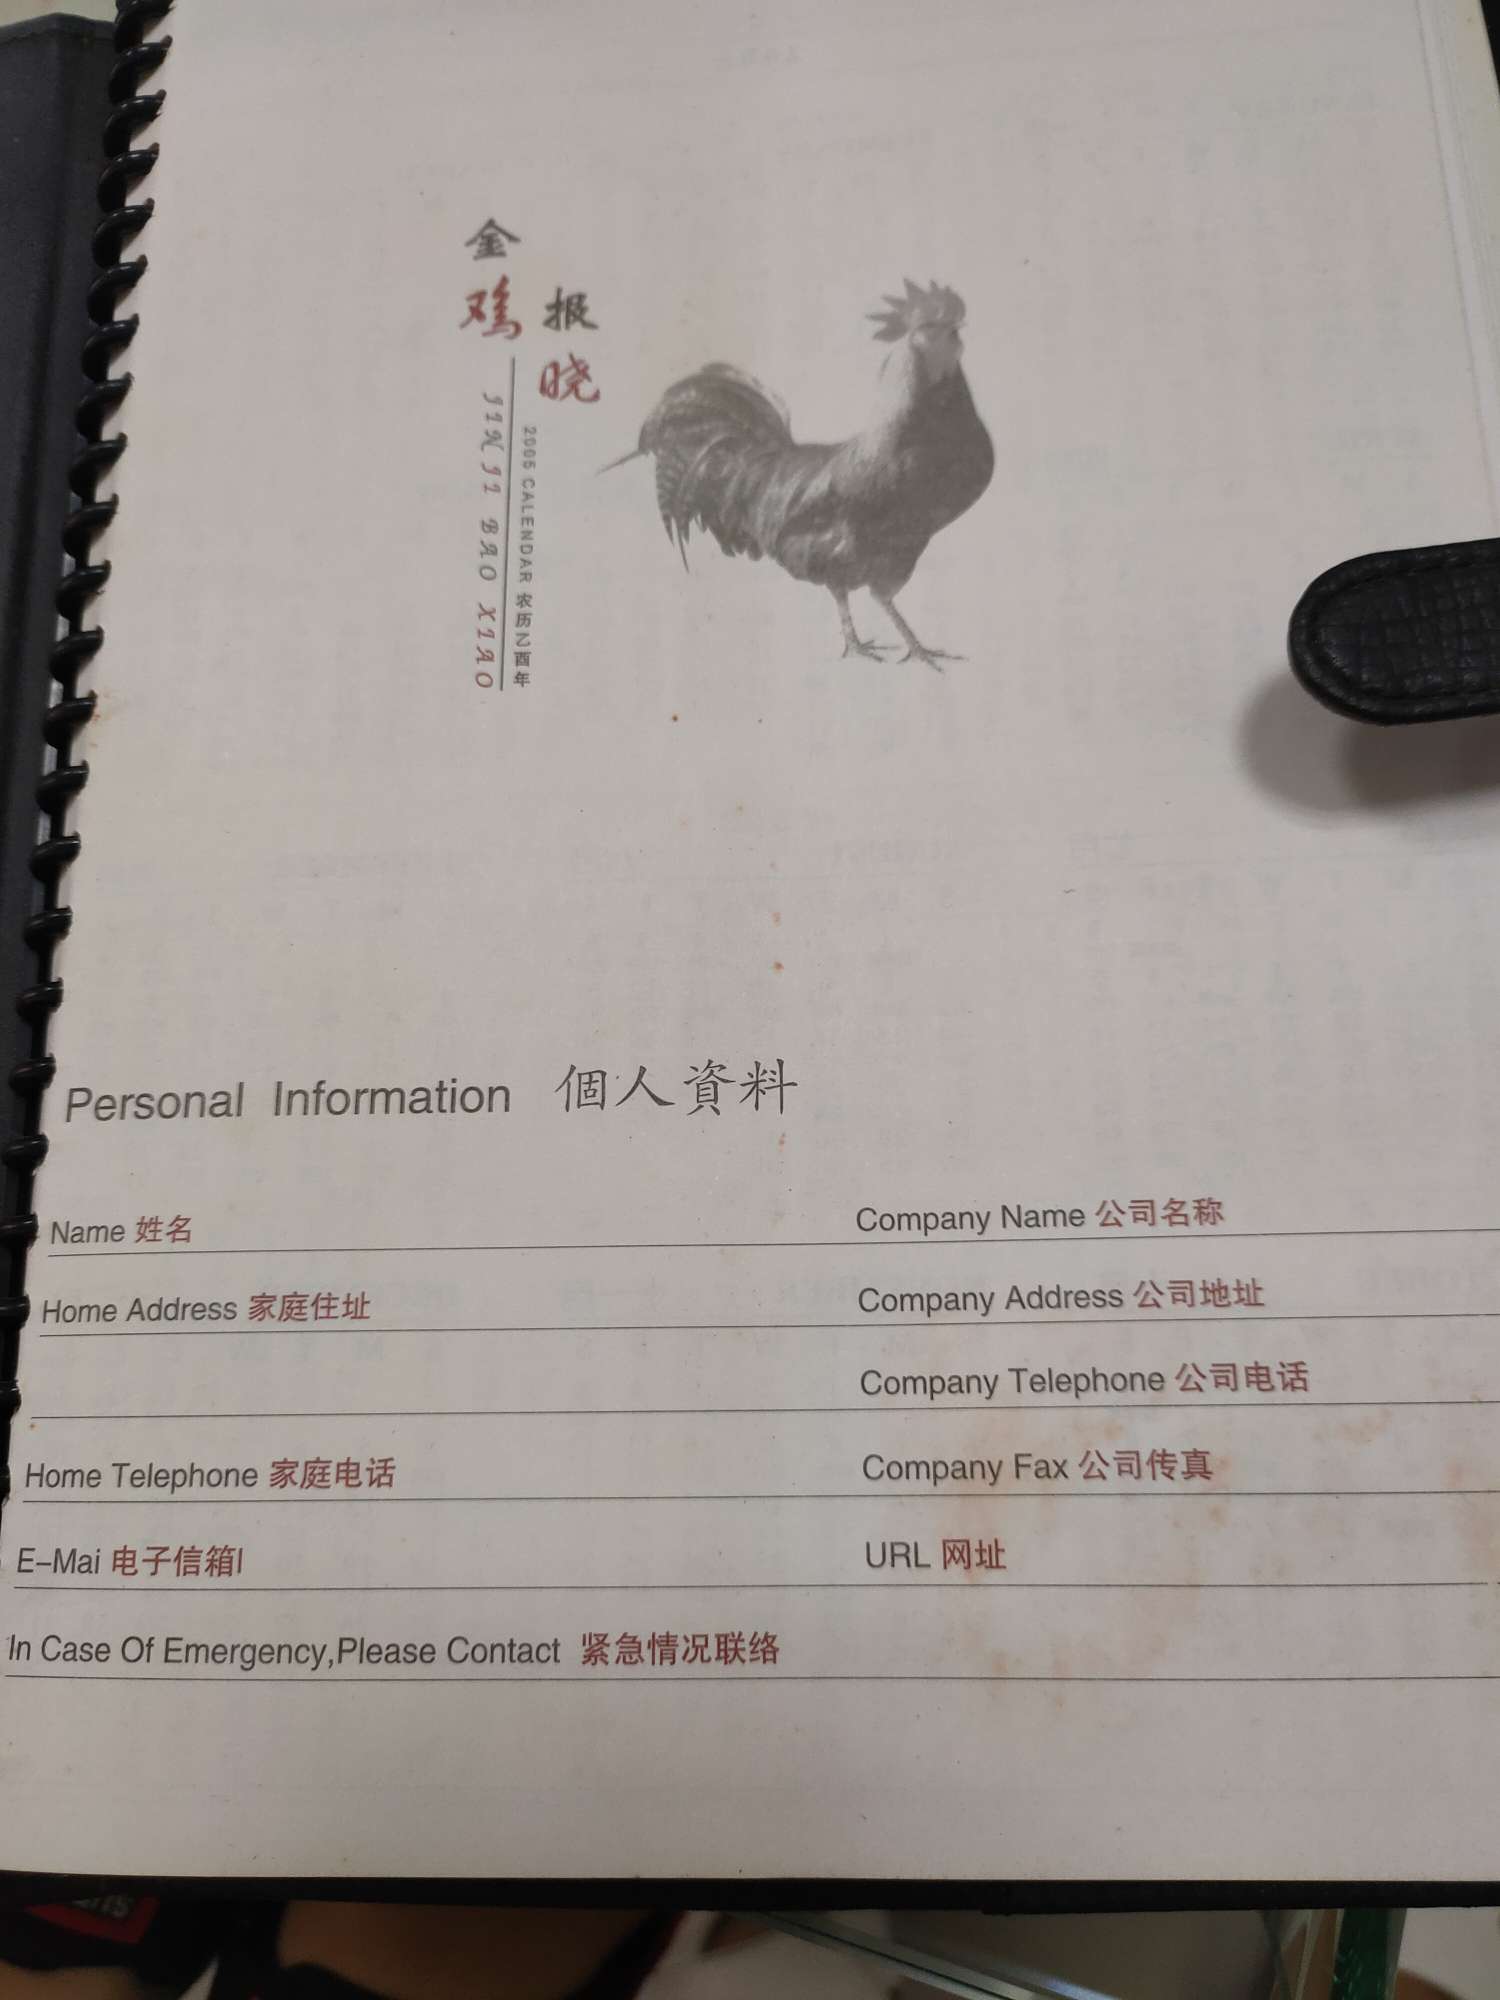 金鸡
报晓
JIN JI BAO XIAO
2005 CALENDAR 农历乙酉年
Personal Information 個人資料
Name 姓名
Company Name 公司名称
Home Address 家庭住址
Company Address 公司地址
Company Telephone 公司电话
Home Telephone 家庭电话
Company Fax 公司传真
E-Mai 电子信箱l
URL 网址
In Case Of Emergency,Please Contact 紧急情况联络